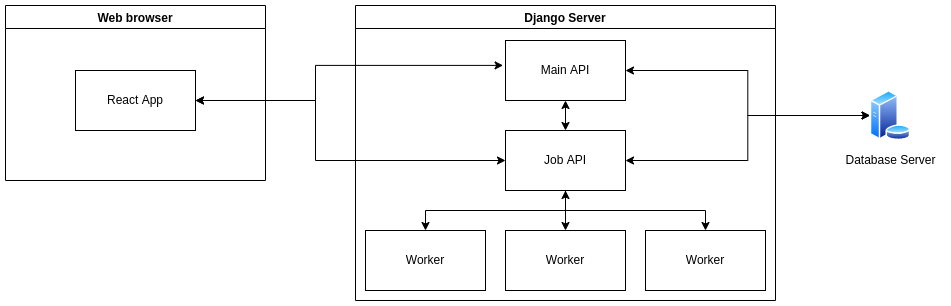 Web browser
Django Server
React App
Main API
Job API
Database Server
Worker
Worker
Worker